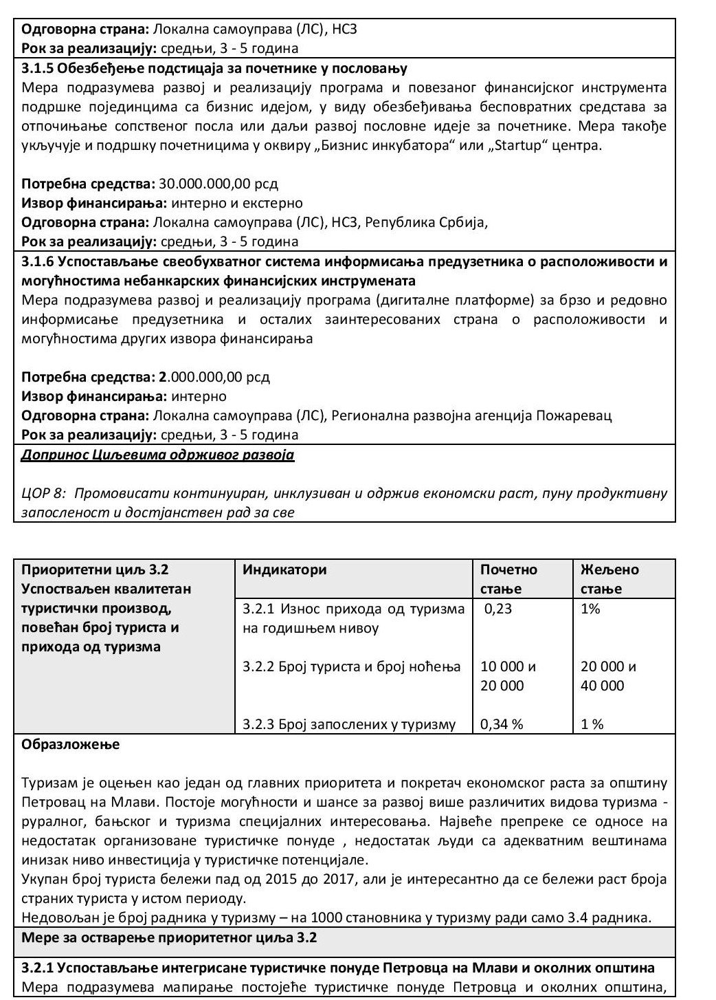 Одговорна страна: Локална самоуправа (ЛС), НСЗ
Рок за реализацију: средњи, 3 - 5 година
3.1.5 Обезбеђење подстицаја за почетнике у пословању
Мера подразумева развој и реализацију програма и повезаног финансијског инструмента
подршке појединцима са бизнис идејом, у виду обезбеђивања бесповратних средстава за
отпочињање сопственог посла или даљи развој пословне идеје за почетнике. Мера такође
укључује и подршку почетницима у оквиру „Бизнис инкубатора“ или „Startup“ центра.
Потребна средства: 30.000.000,00 рсд
Извор финансирања: интерно и екстерно
Одговорна страна: Локална самоуправа (ЛС), НСЗ, Република Србија,
Рок за реализацију: средњи, 3 - 5 година
3.1.6 Успостављање свеобухватног система информисања предузетника о расположивости и
могућностима небанкарских финансијских инструмената
Мера подразумева развој и реализацију програма (дигиталне платформе) за брзо и редовно
информисање предузетника и осталих заинтересованих страна о расположивости и
могућностима других извора финансирања
Потребна средства: 2.000.000,00 рсд
Извор финансирања: интерно
Одговорна страна: Локална самоуправа (ЛС), Регионална развојна агенција Пожаревац
Рок за реализацију: средњи, 3 - 5 година
Допринос Циљевима одрживог развоја
ЦОР 8: Промовисати континуиран, инклузиван и одржив економски раст, пуну продуктивну
запосленост и достјанствен рад за све
Приоритетни циљ 3.2
Успоствaљен квалитетан
туристички производ,
повећан број туриста и
прихода од туризма
Индикатори
Почетно
стање
Жељено
стање
3.2.1 Износ прихода од туризма
на годишњем нивоу
0,23
1%
3.2.2 Број туриста и број ноћења
10 000 и
20 000
20 000 и
40 000
3.2.3 Број запослених у туризму
0,34 %
1 %
Образложење
Туризам је оцењен као један од главних приоритета и покретач економског раста за општину
Петровац на Млави. Постоје могућности и шансе за развој више различитих видова туризма -
руралног, бањског и туризма специјалних интересовања. Највеће препреке се односе на
недостатак организоване туристичке понуде , недостатак људи са адекватним вештинама
инизак ниво инвестиција у туристичке потенцијале.
Укупан број туриста бележи пад од 2015 до 2017, али је интересантно да се бележи раст броја
страних туриста у истом периоду.
Недовољан је број радника у туризму – на 1000 становника у туризму ради само 3.4 радника.
Мере за остварење приоритетног циља 3.2
3.2.1 Успостављање интегрисане туристичке понуде Петровца на Млави и околних општина
Мера подразумева мапирање постојеће туристичке понуде Петровца и околних општина,